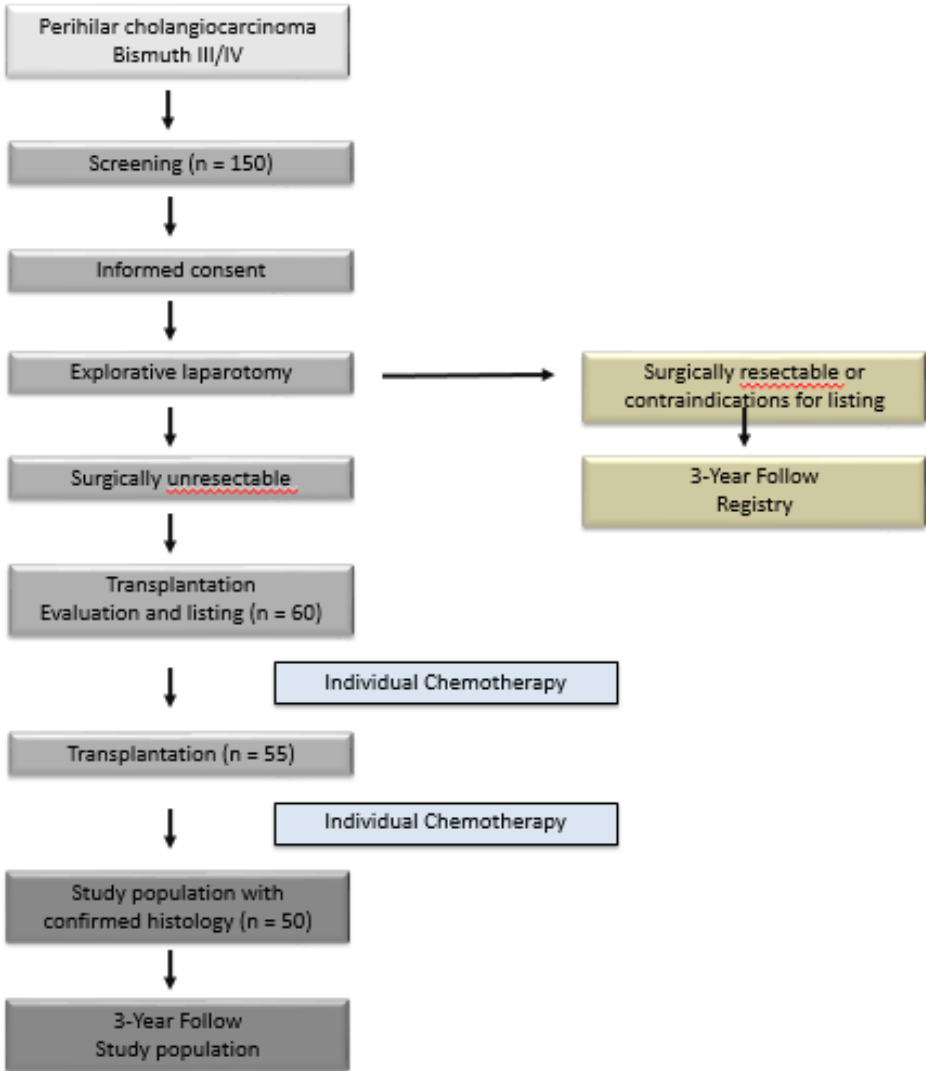 Perihilar cholangiocarcinoma
Bismuth III/IV
Screening (n = 150)
Informed consent
Explorative laparotomy
Surgically resectable or
contraindications for listing
Surgically unresectable
3-Year Follow
Registry
Transplantation
Evaluation and listing (n = 60)
Individual Chemotherapy
Transplantation (n = 55)
Individual Chemotherapy
Study population with
confirmed histology (n = 50)
3-Year Follow
Study population